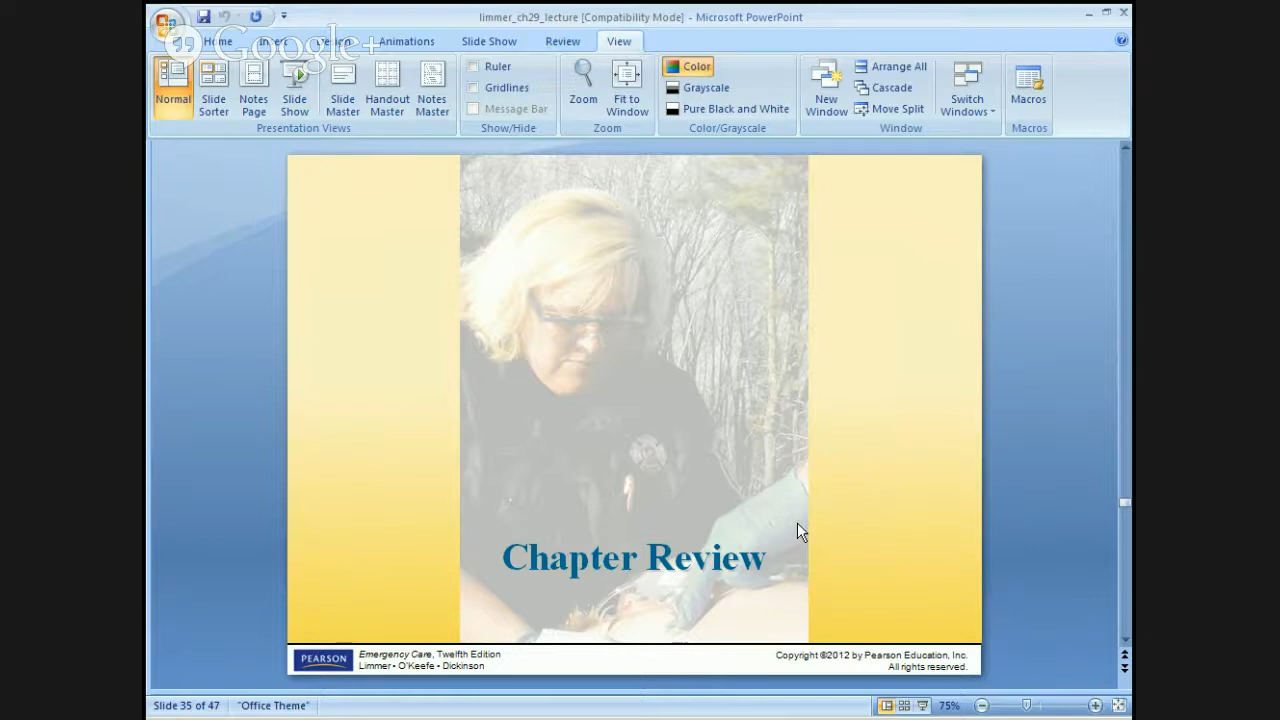 limmer_ch29_lecture [Compatibility Mode] - Microsoft PowerPoint
Google+
Home Insert Design Animations Slide Show Review View
Normal
Slide Sorter
Notes Page
Slide Show
Slide Master
Handout Master
Notes Master
Presentation Views
Ruler
Gridlines
Message Bar
Show/Hide
Zoom
Fit to Window
Zoom
Color
Grayscale
Pure Black and White
Color/Grayscale
New Window
Arrange All
Cascade
Move Split
Switch Windows
Window
Macros
Macros
Chapter Review
PEARSON
Emergency Care, Twelfth Edition
Limmer • O'Keefe • Dickinson
Copyright ©2012 by Pearson Education, Inc.
All rights reserved.
Slide 35 of 47 "Office Theme" 75%